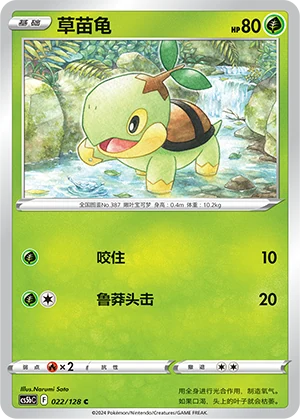 基础 草苗龟 HP80
全国图鉴No.387 嫩叶宝可梦 身高：0.4m 体重：10.2kg
咬住 10
鲁莽头击 20
弱点 ×2 抵抗力 撤退
Illus.Narumi Sato
CS5bC F 022/128 C
用全身进行光合作用，制造氧气。
如果口渴，头上的叶子就会枯萎。
©2024 Pokémon/Nintendo/Creatures/GAME FREAK.